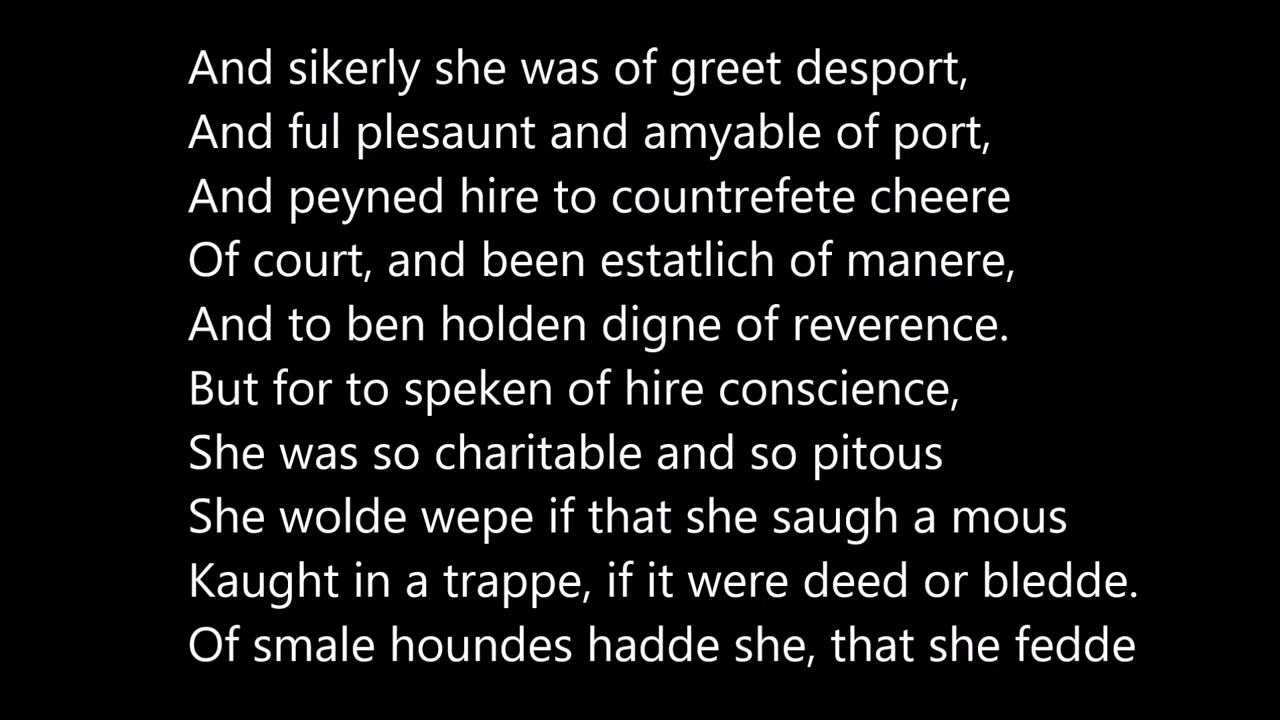 And sikerly she was of greet desport,
And ful plesaunt and amyable of port,
And peyned hire to countrefete cheere
Of court, and been estatlich of manere,
And to ben holden digne of reverence.
But for to speken of hire conscience,
She was so charitable and so pitous
She wolde wepe if that she saugh a mous
Kaught in a trappe, if it were deed or bledde.
Of smale houndes hadde she, that she fedde